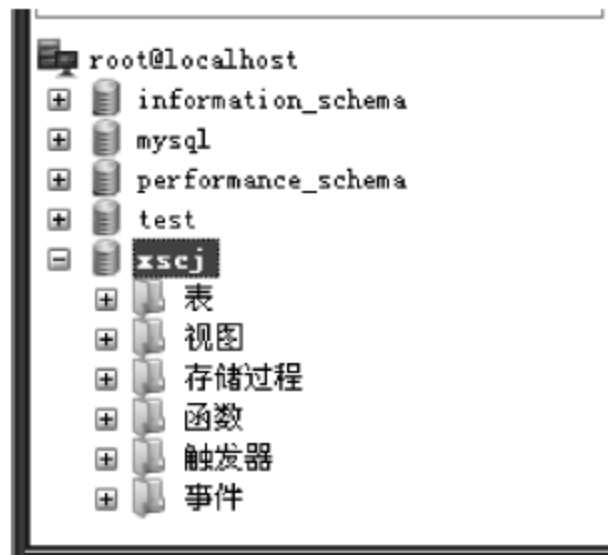 root@localhost
information_schema
mysql
performance_schema
test
xscj
表
视图
存储过程
函数
触发器
事件